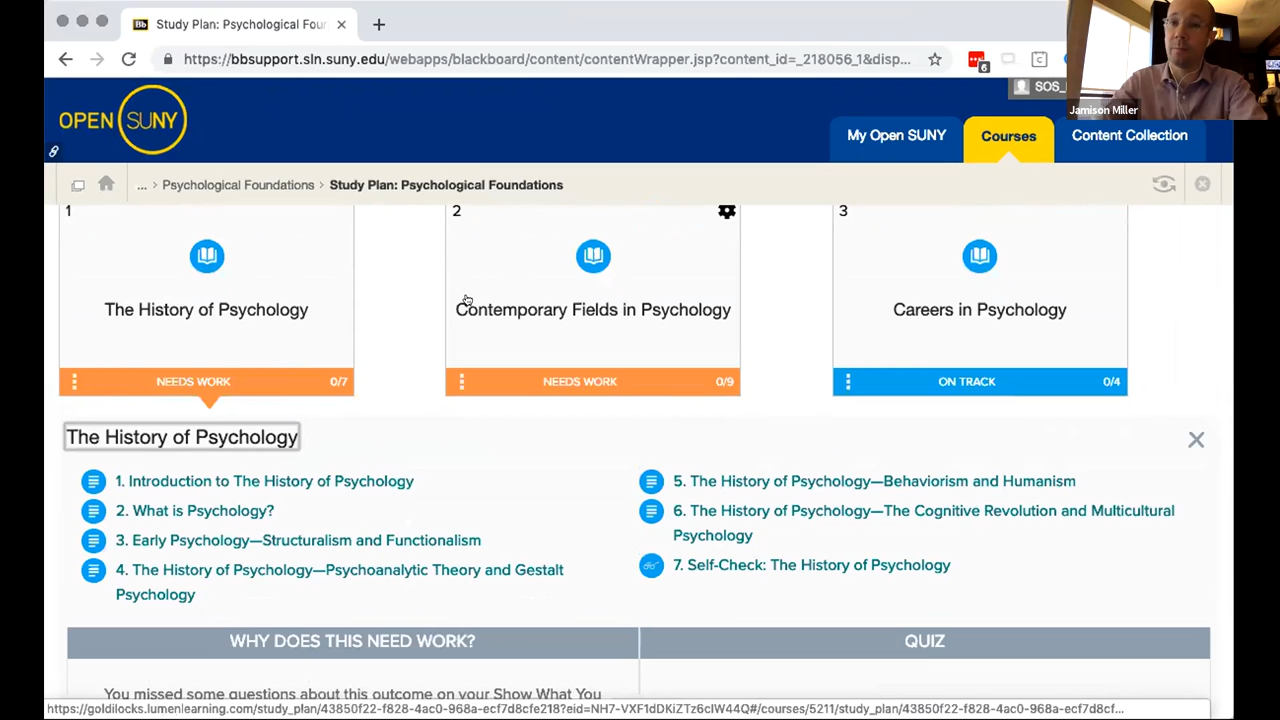 Study Plan: Psychological Four
https://bbsupport.sln.suny.edu/webapps/blackboard/content/contentWrapper.jsp?content_id=_218056_1&disp...
6
SOS_
Jamison Miller
OPEN SUNY
My Open SUNY
Courses
Content Collection
... > Psychological Foundations > Study Plan: Psychological Foundations
1
2
3
The History of Psychology
Contemporary Fields in Psychology
Careers in Psychology
NEEDS WORK 0/7
NEEDS WORK 0/9
ON TRACK 0/4
The History of Psychology
1. Introduction to The History of Psychology
2. What is Psychology?
3. Early Psychology—Structuralism and Functionalism
4. The History of Psychology—Psychoanalytic Theory and Gestalt
Psychology
5. The History of Psychology—Behaviorism and Humanism
6. The History of Psychology—The Cognitive Revolution and Multicultural
Psychology
7. Self-Check: The History of Psychology
WHY DOES THIS NEED WORK?
QUIZ
You missed some questions about this outcome on your Show What You
https://goldilocks.lumenlearning.com/study_plan/43850f22-f828-4ac0-968a-ecf7d8cfe218?eid=NH7-VXF1dDKiZTz6cIW44Q#/courses/5211/study_plan/43850f22-f828-4ac0-968a-ecf7d8cf...